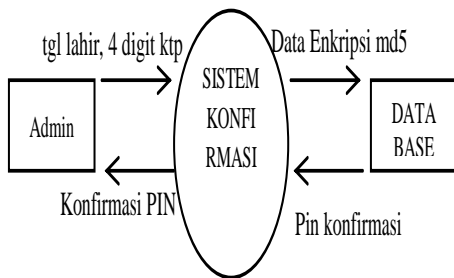 tgl lahir, 4 digit ktp
Data Enkripsi md5
Admin
SISTEM
KONFI
RMASI
DATA
BASE
Konfirmasi PIN
Pin konfirmasi